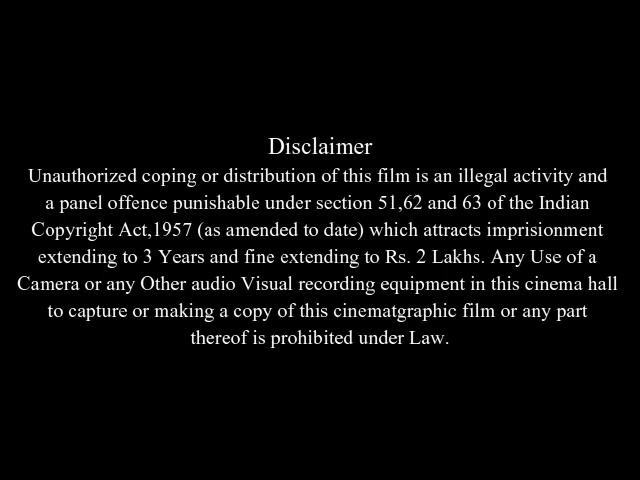 Disclaimer
Unauthorized coping or distribution of this film is an illegal activity and
a panel offence punishable under section 51,62 and 63 of the Indian
Copyright Act,1957 (as amended to date) which attracts imprisionment
extending to 3 Years and fine extending to Rs. 2 Lakhs. Any Use of a
Camera or any Other audio Visual recording equipment in this cinema hall
to capture or making a copy of this cinematgraphic film or any part
thereof is prohibited under Law.